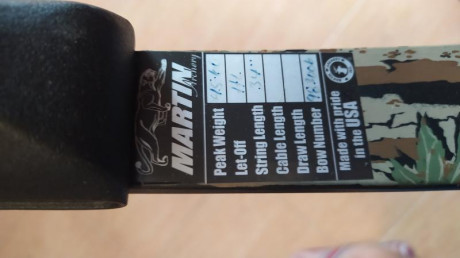 MARTIN
Archery
Peak Weight
Let-Off
String Length
Cable Length
Draw Length
Bow Number
Made with pride
in the USA